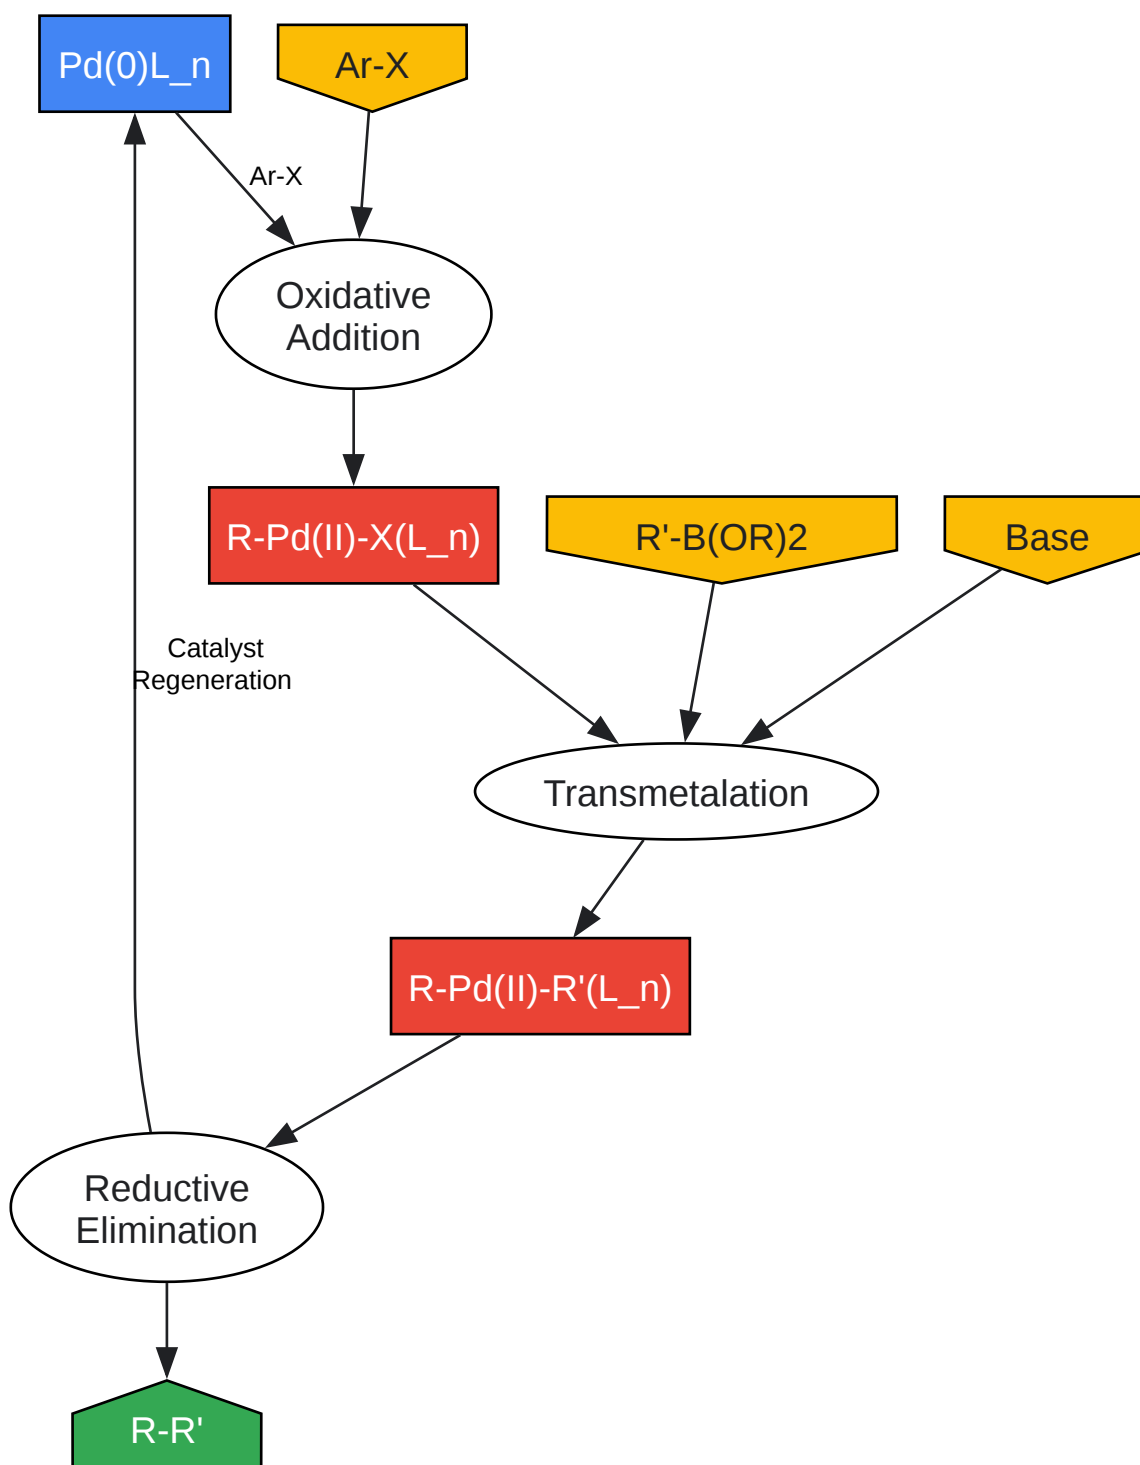 Pd(0)L_n
Ar-X
Ar-X
Oxidative
Addition
R-Pd(II)-X(L_n)
R'-B(OR)2
Base
Catalyst
Regeneration
Transmetalation
R-Pd(II)-R'(L_n)
Reductive
Elimination
R-R'